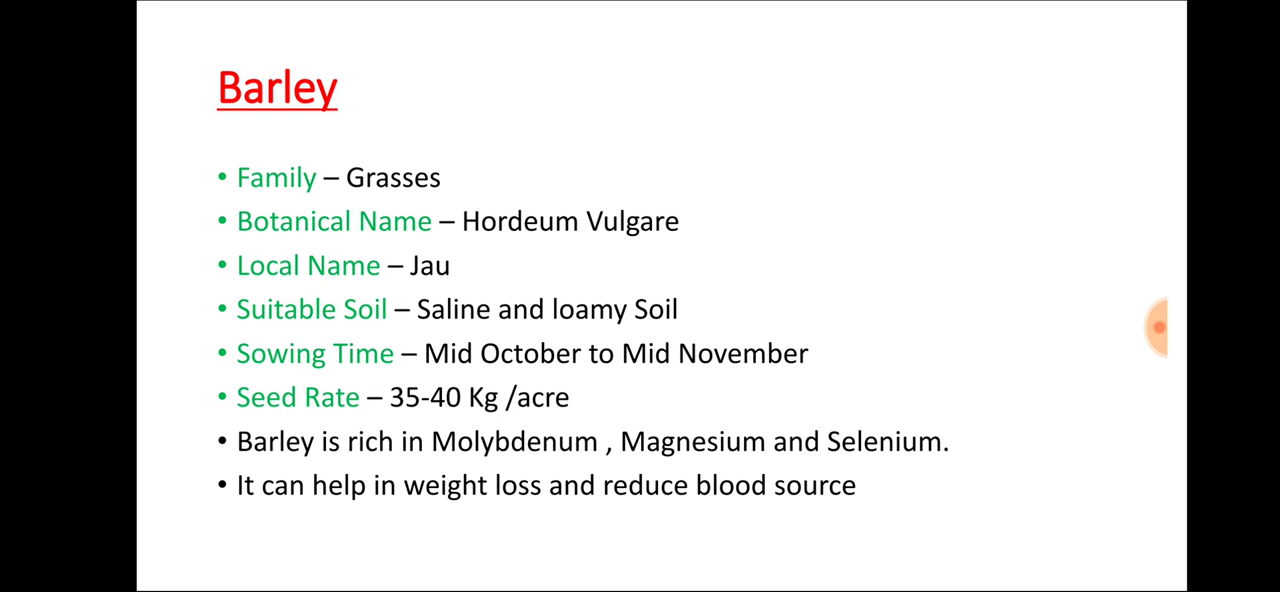 Barley
• Family – Grasses
• Botanical Name – Hordeum Vulgare
• Local Name – Jau
• Suitable Soil – Saline and loamy Soil
• Sowing Time – Mid October to Mid November
• Seed Rate – 35-40 Kg /acre
• Barley is rich in Molybdenum , Magnesium and Selenium.
• It can help in weight loss and reduce blood source